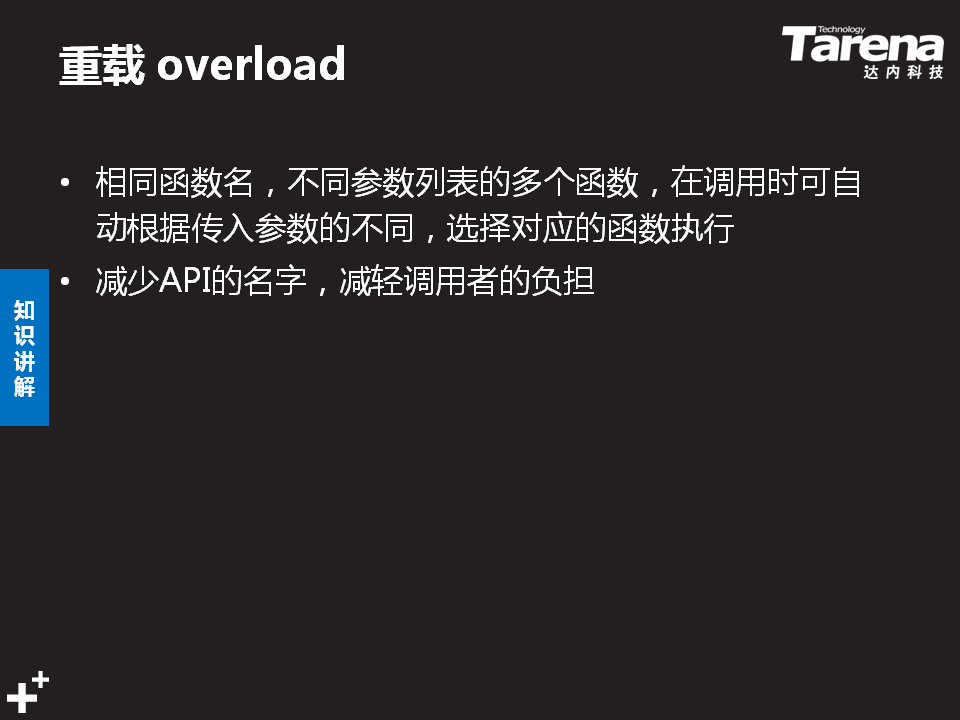 重载 overload
Technology
Tarena
达内科技
• 相同函数名，不同参数列表的多个函数，在调用时可自
动根据传入参数的不同，选择对应的函数执行
• 减少API的名字，减轻调用者的负担
知
识
讲
解